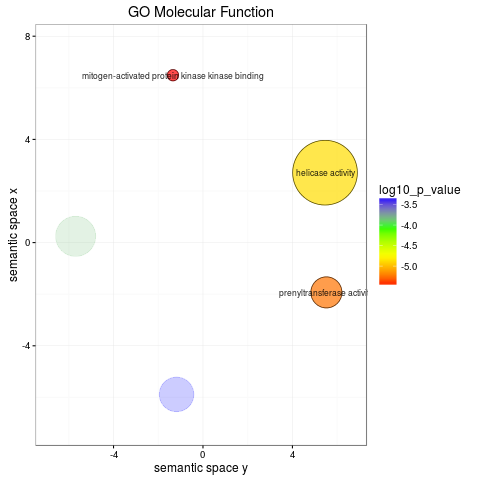 GO Molecular Function
8
mitogen-activated protein kinase kinase binding
4
helicase activity
log10_p_value
-3.5
-4.0
-4.5
-5.0
semantic space x
0
prenyltransferase activit
-4
-4
0
4
semantic space y